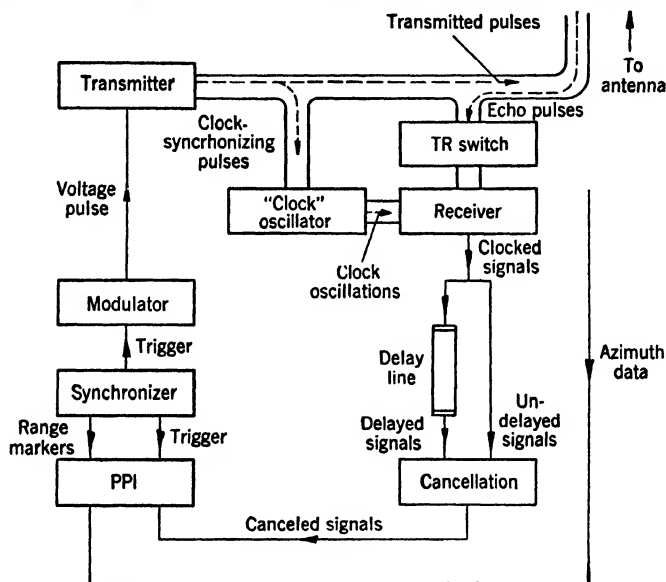 Transmitted pulses
To
antenna
Transmitter
Echo pulses
Clock-
syncrhonizing
pulses
TR switch
Voltage
pulse
"Clock"
oscillator
Receiver
Clocked
signals
Clock
oscillations
Modulator
Trigger
Delay
line
Azimuth
data
Synchronizer
Range
markers
Trigger
Delayed
signals
Un-
delayed
signals
PPI
Cancellation
Canceled signals